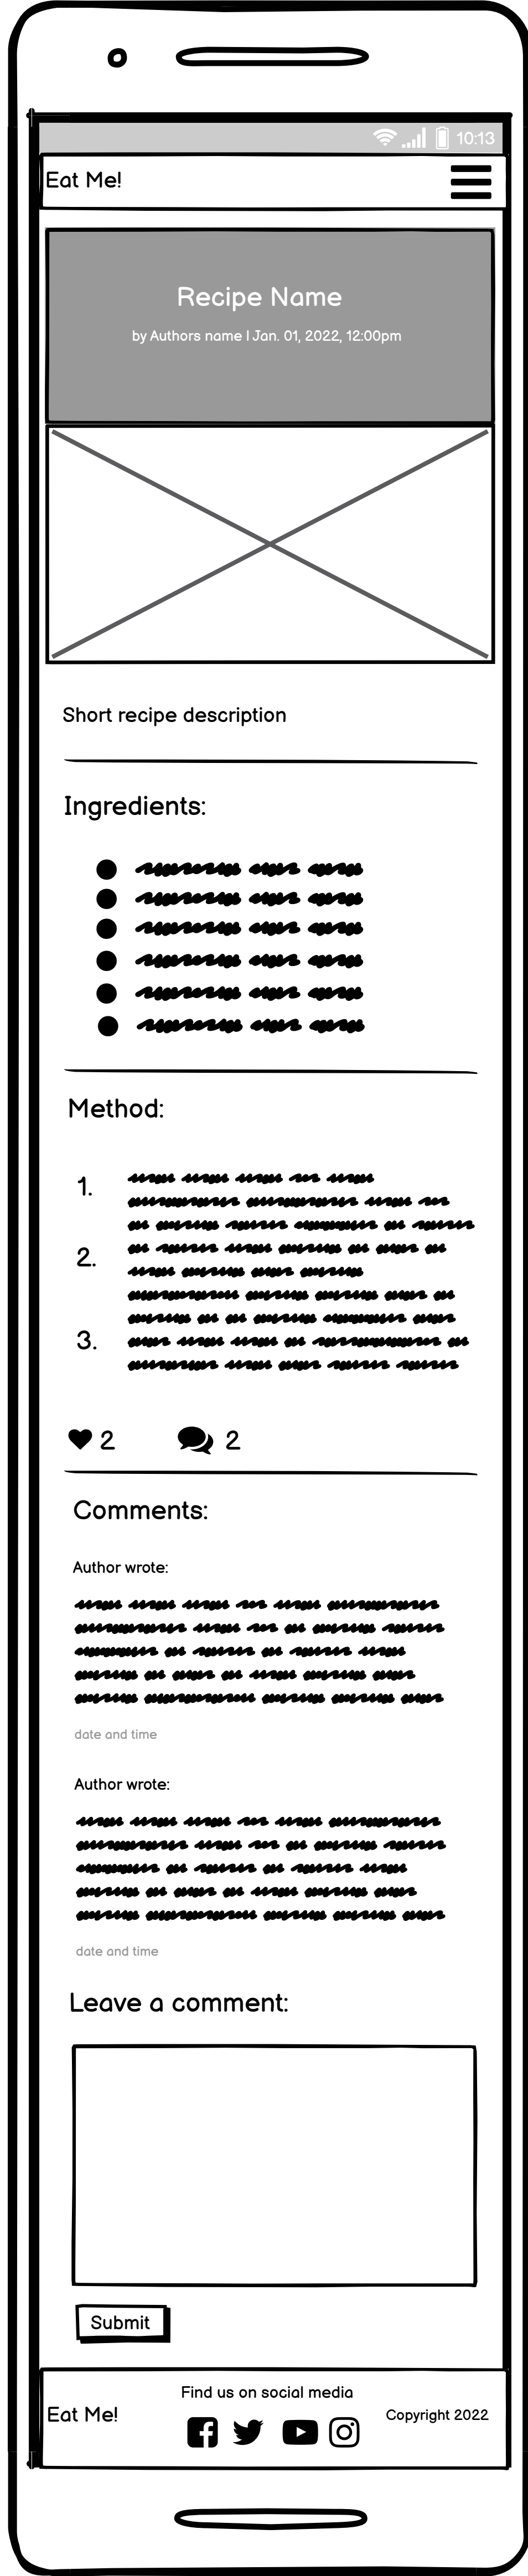 10:13
Eat Me!
Recipe Name
by Authors name | Jan. 01, 2022, 12:00pm
Short recipe description
Ingredients:
Method:
1.
2.
3.
2 2
Comments:
Author wrote:
date and time
Author wrote:
date and time
Leave a comment:
Submit
Find us on social media
Eat Me!
Copyright 2022